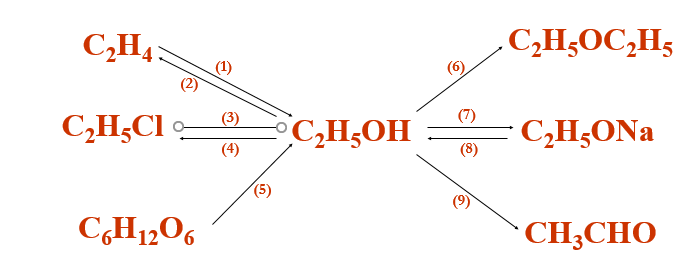 C₂H₄
(1)
(2)
C₂H₅Cl
(3)
(4)
C₂H₅OH
C₆H₁₂O₆
(5)
(6)
C₂H₅OC₂H₅
(7)
(8)
C₂H₅ONa
(9)
CH₃CHO